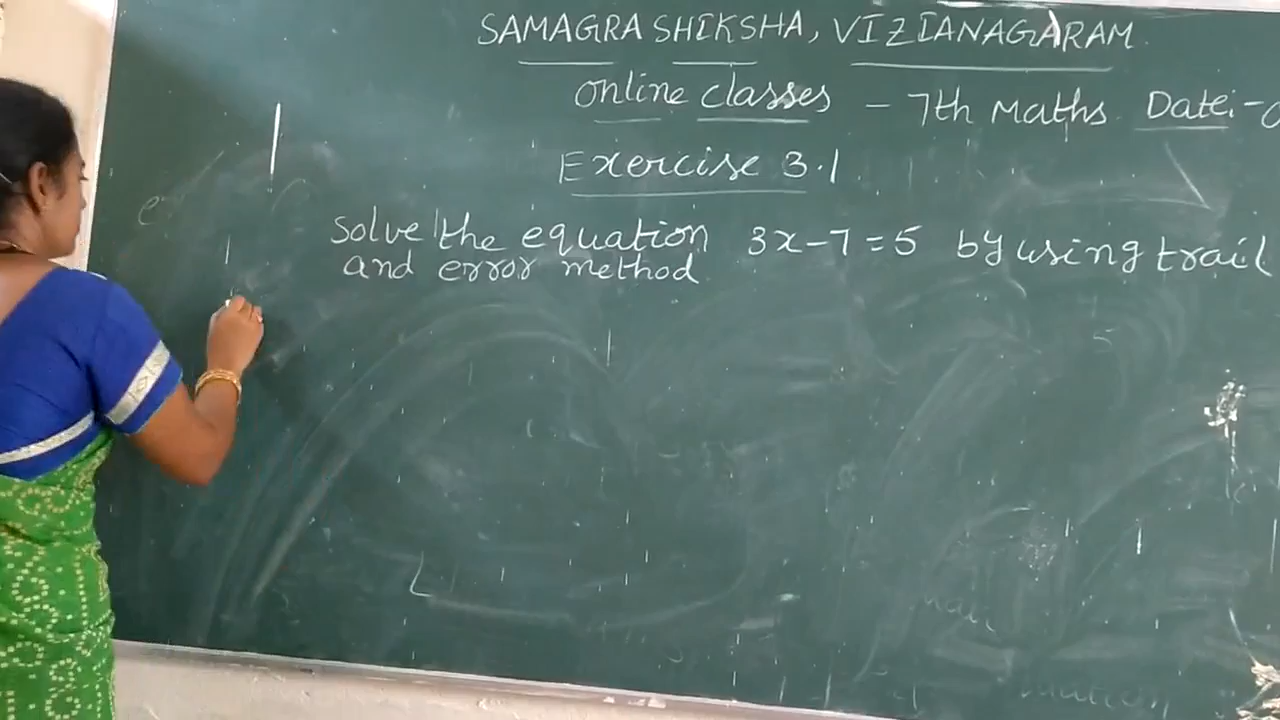 SAMAGRA SHIKSHA, VIZIANAGARAM.
Online classes - 7th Maths Date:-
Exercise 3.1
Solve the equation 3x-7=5 by using trail
and error method